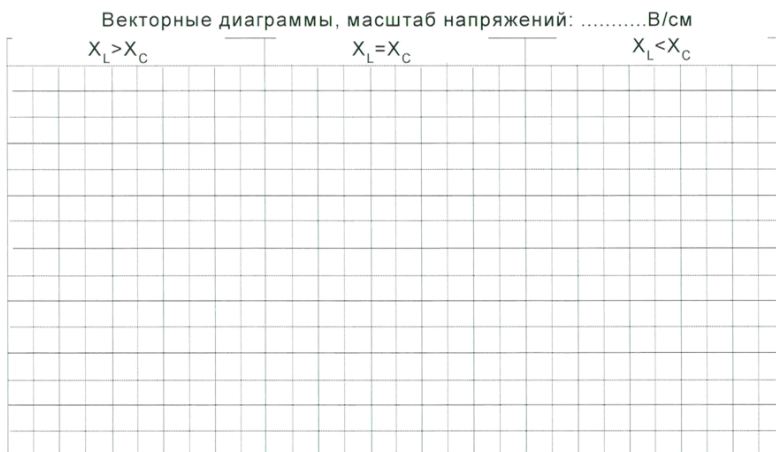 Векторные диаграммы, масштаб напряжений: ...........В/см
X_L>X_C X_L=X_C X_L<X_C